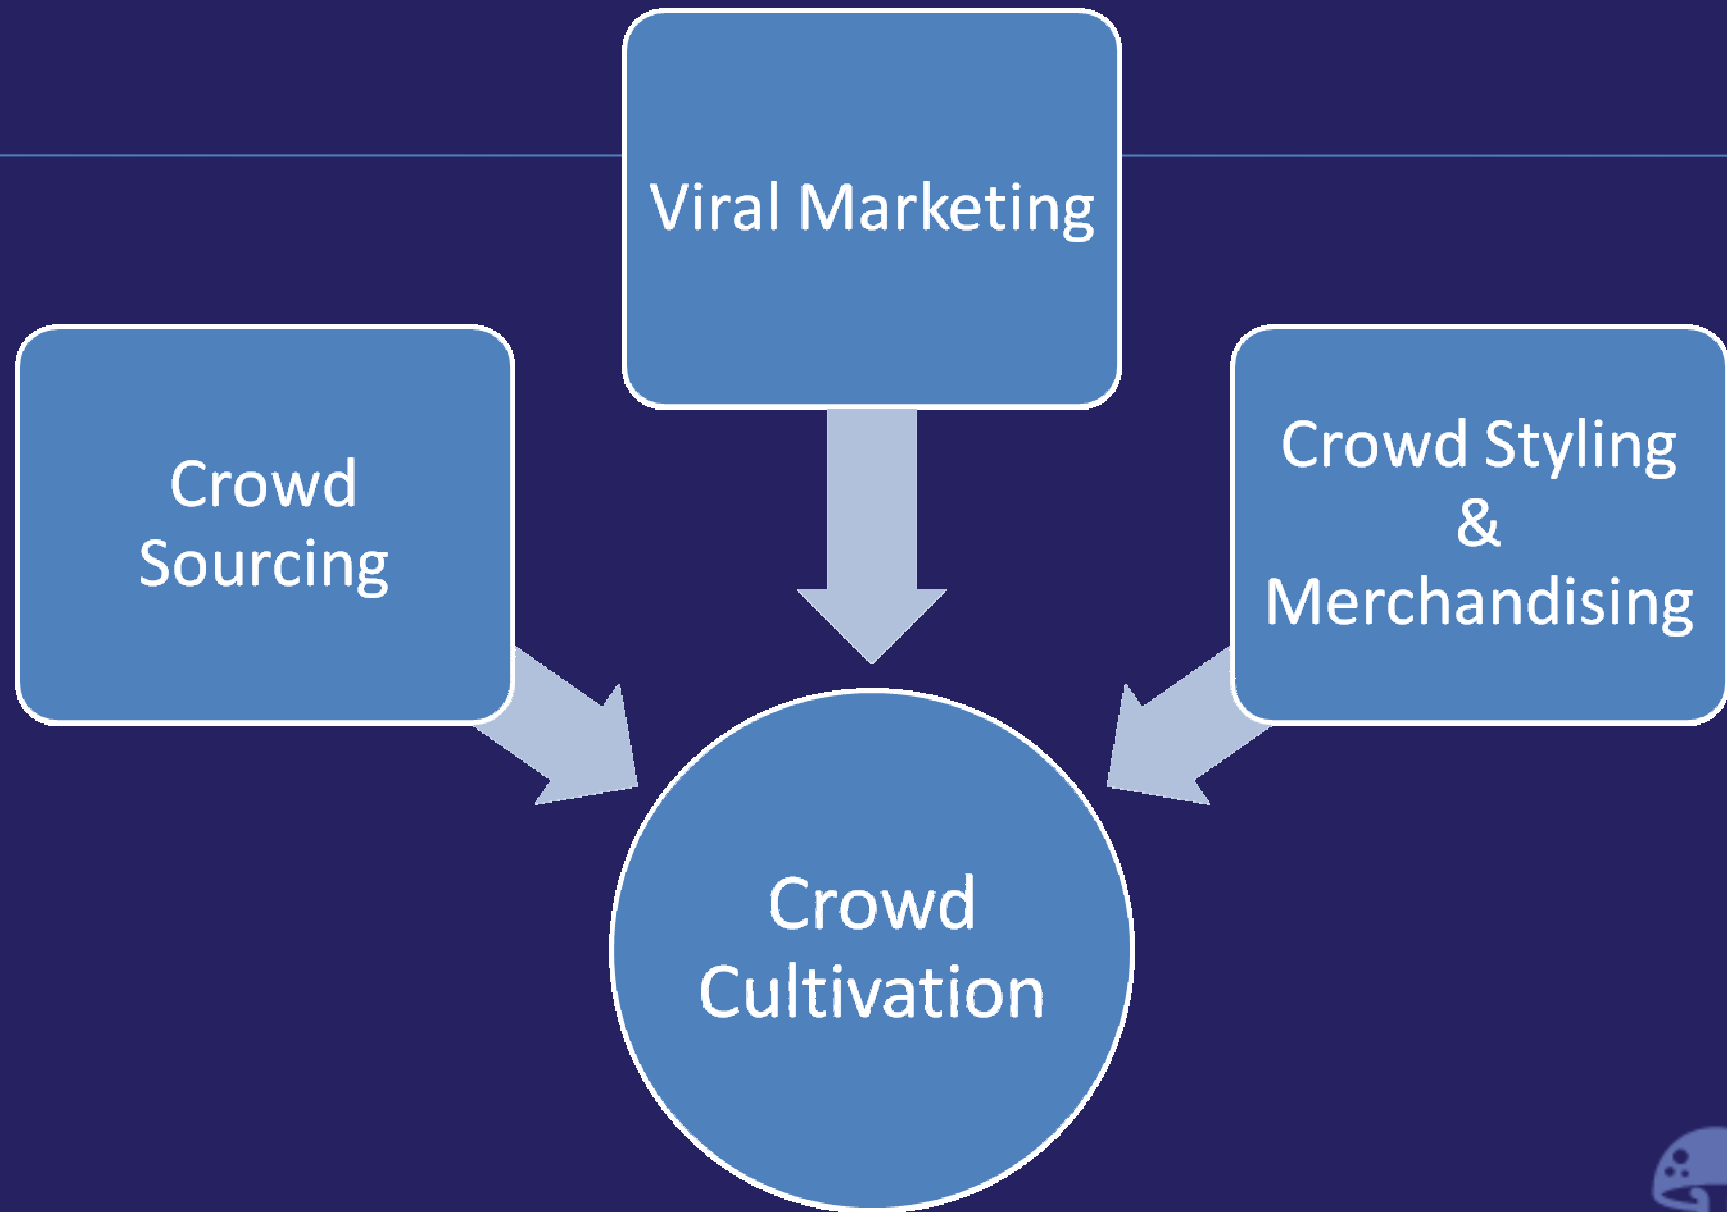 Viral Marketing
Crowd
Sourcing
Crowd Styling
&
Merchandising
Crowd
Cultivation